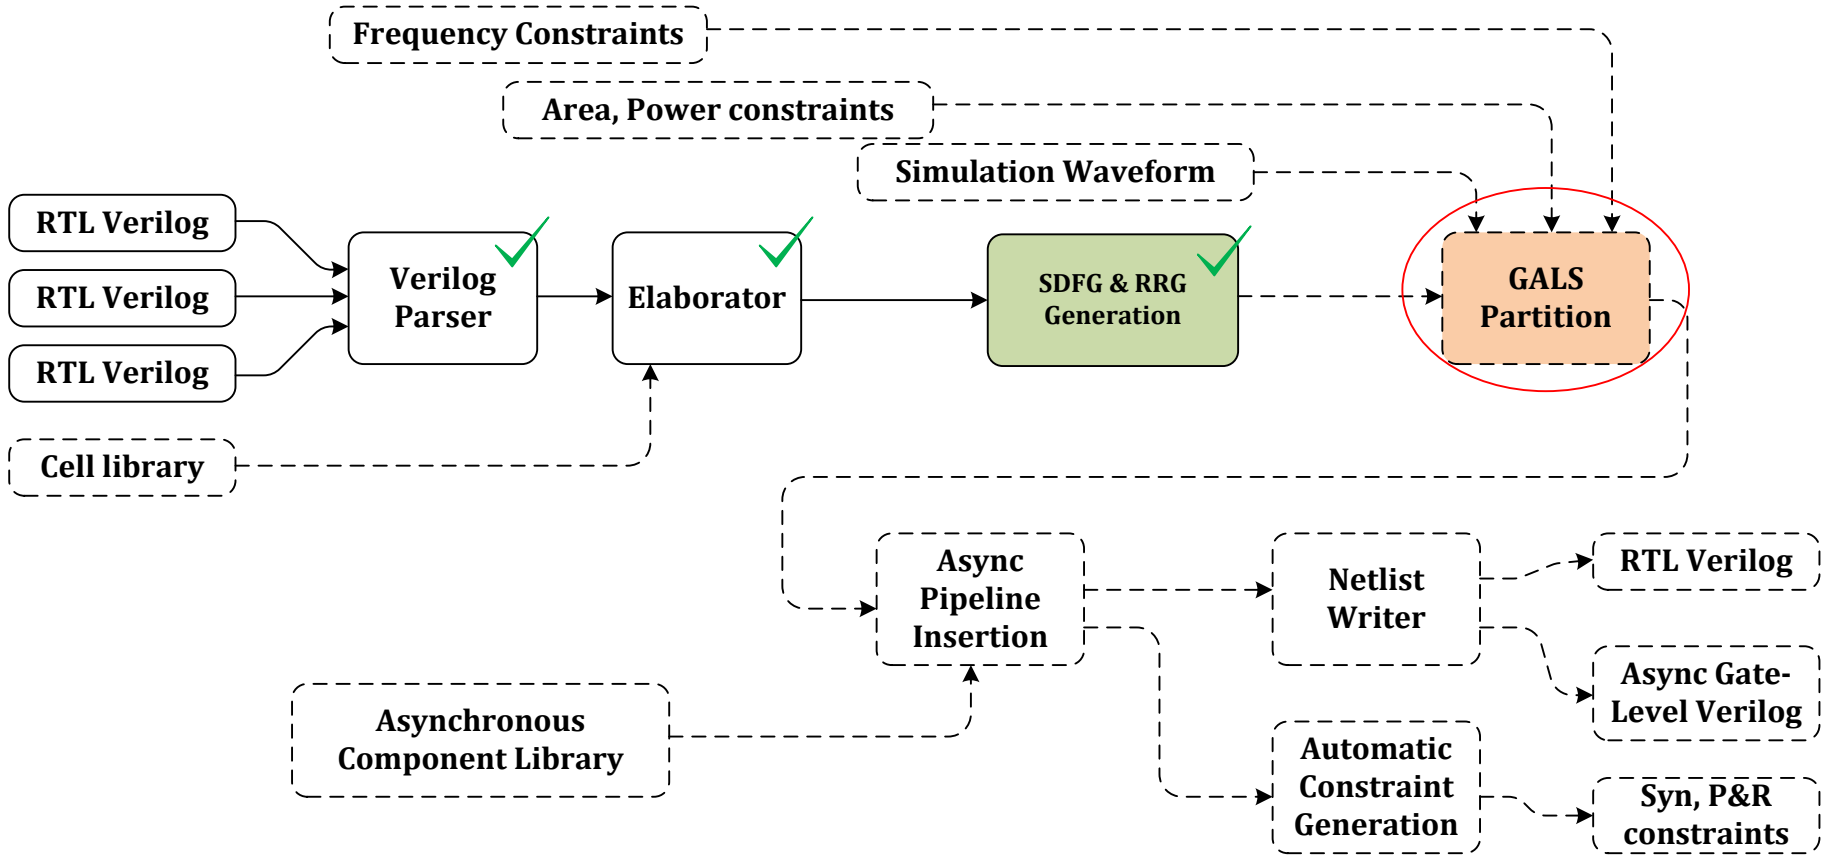 Frequency Constraints
Area, Power constraints
Simulation Waveform
RTL Verilog
RTL Verilog
RTL Verilog
Verilog
Parser
Elaborator
SDFG & RRG
Generation
GALS
Partition
Cell library
Async
Pipeline
Insertion
Netlist
Writer
RTL Verilog
Async Gate-
Level Verilog
Asynchronous
Component Library
Automatic
Constraint
Generation
Syn, P&R
constraints